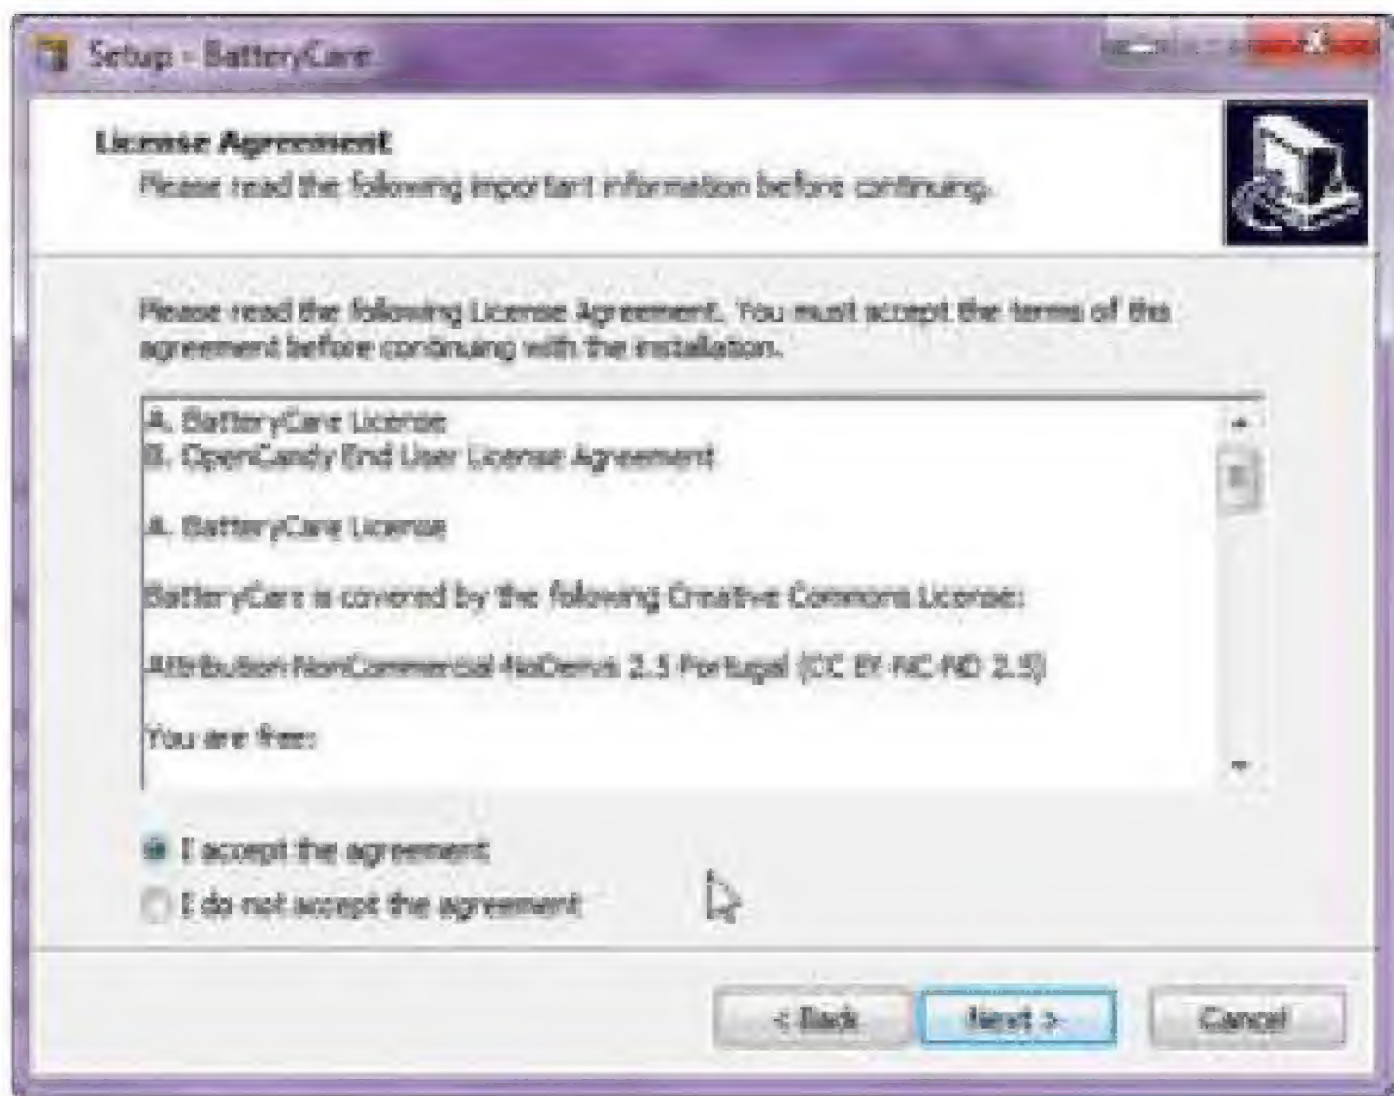 Setup - BatteryCare
License Agreement
Please read the following important information before continuing.
Please read the following License Agreement. You must accept the terms of this
agreement before continuing with the installation.
A. BatteryCare License
B. OpenCandy End User License Agreement
A. BatteryCare License
BatteryCare is covered by the following Creative Commons License:
Attribution-NonCommercial-NoDerivs 2.5 Portugal (CC BY-NC-ND 2.5)
You are free:
I accept the agreement
I do not accept the agreement
< Back
Next >
Cancel